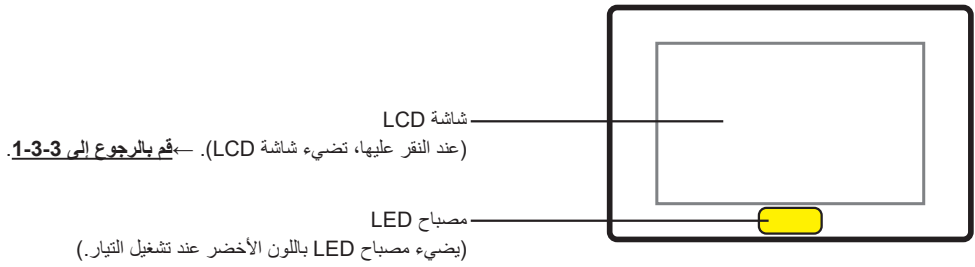 شاشة LCD
(عند النقر عليها، تضيء شاشة LCD). ←قم بالرجوع إلى 3-3-1.
مصباح LED
(يضيء مصباح LED باللون الأخضر عند تشغيل التيار.)